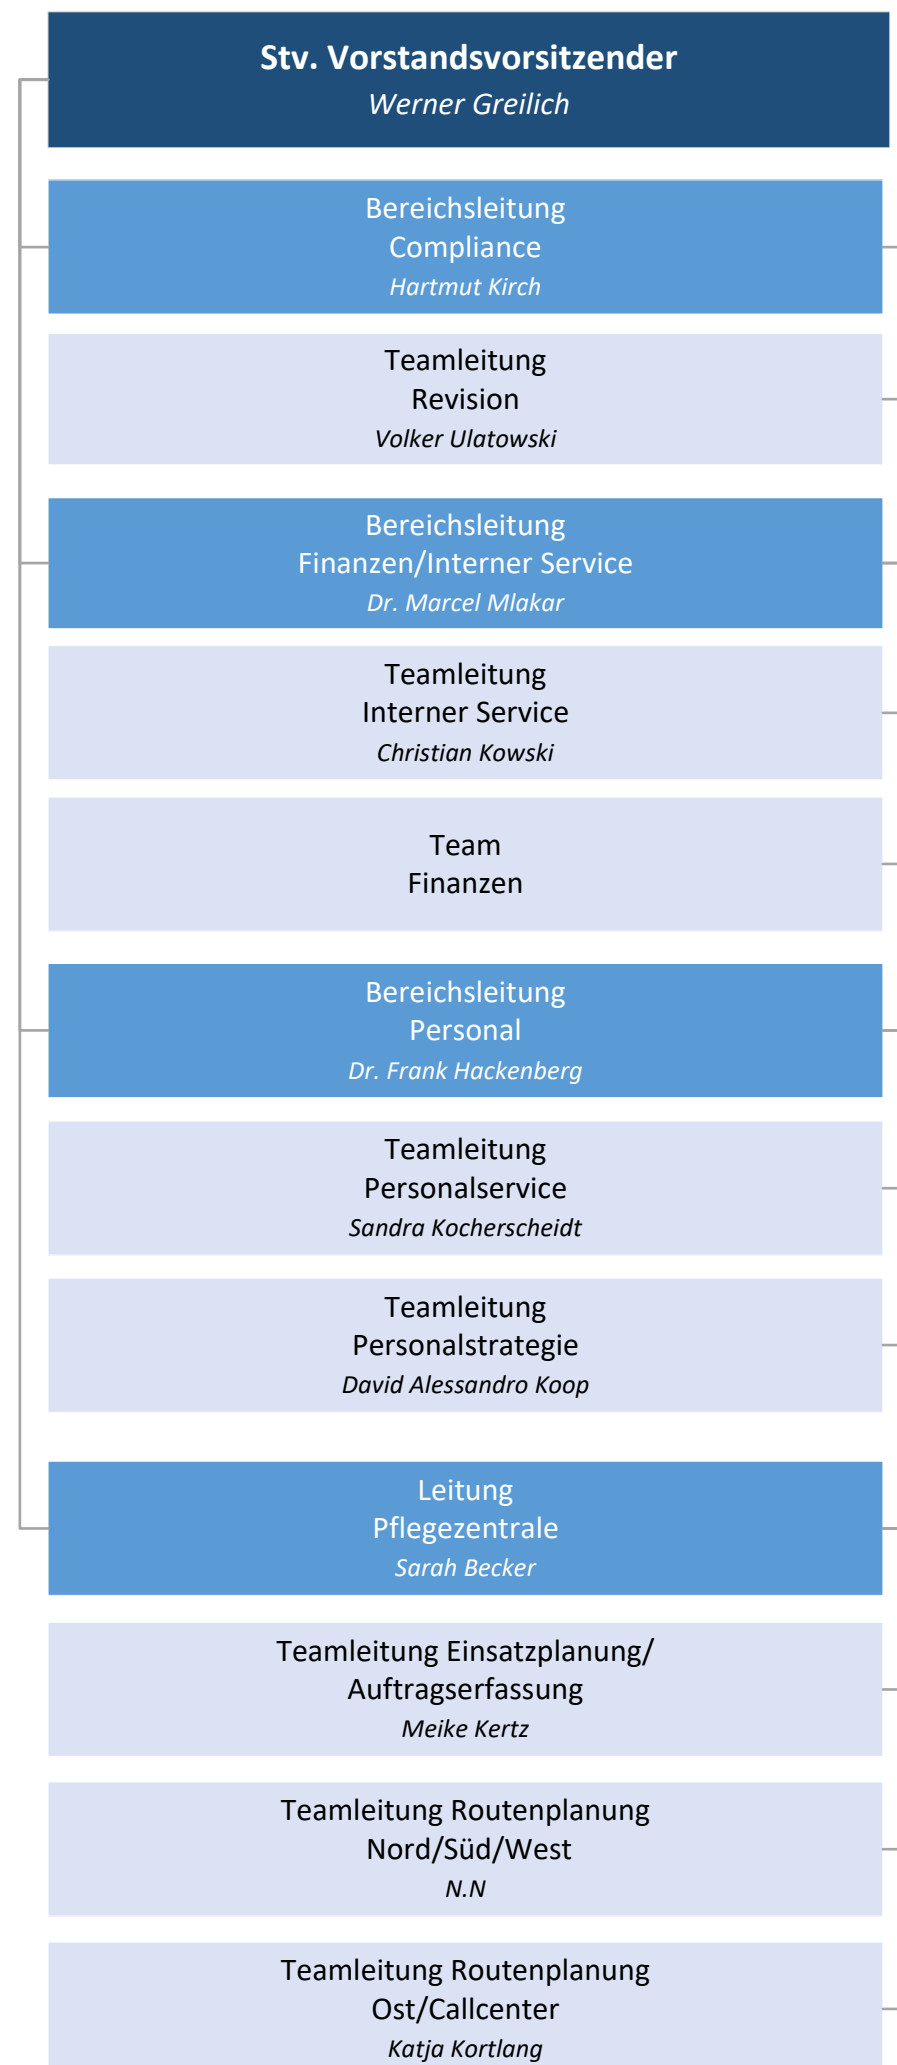 Stv. Vorstandsvorsitzender
Werner Greilich
Bereichsleitung
Compliance
Hartmut Kirch
Teamleitung
Revision
Volker Ulatowski
Bereichsleitung
Finanzen/Interner Service
Dr. Marcel Mlakar
Teamleitung
Interner Service
Christian Kowski
Team
Finanzen
Bereichsleitung
Personal
Dr. Frank Hackenberg
Teamleitung
Personalservice
Sandra Kocherscheidt
Teamleitung
Personalstrategie
David Alessandro Koop
Leitung
Pflegezentrale
Sarah Becker
Teamleitung Einsatzplanung/
Auftragserfassung
Meike Kertz
Teamleitung Routenplanung
Nord/Süd/West
N.N
Teamleitung Routenplanung
Ost/Callcenter
Katja Kortlang